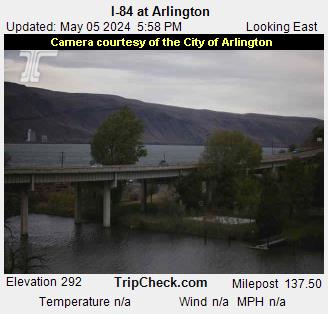 I-84 at Arlington
Updated: May 05 2024 5:58 PM Looking East
Camera courtesy of the City of Arlington
Elevation 292 TripCheck.com Milepost 137.50
Temperature n/a Wind n/a MPH n/a